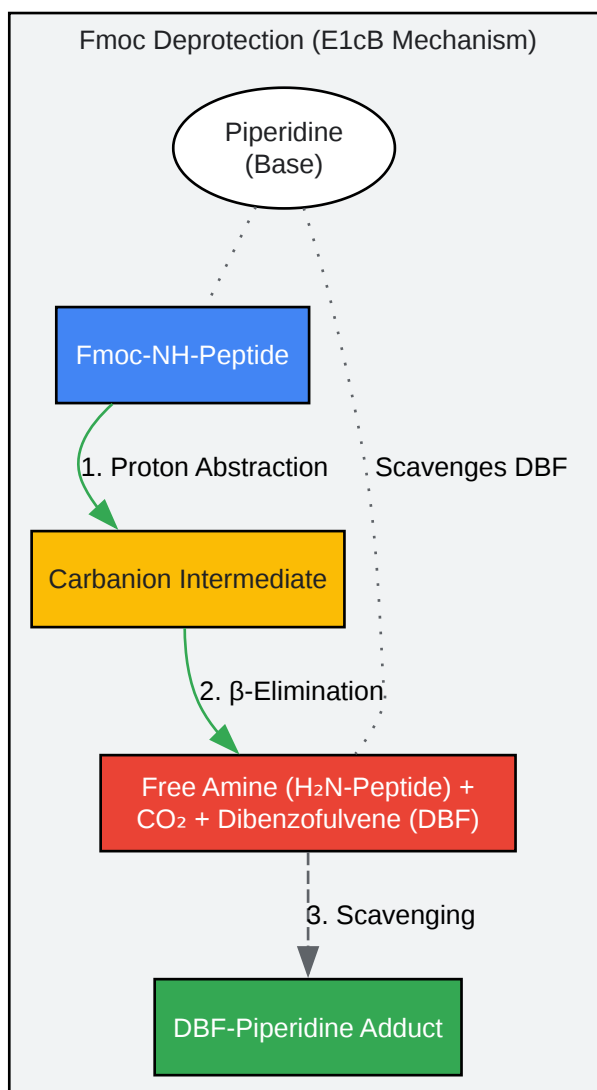 Fmoc Deprotection (E1cB Mechanism)
Piperidine
(Base)
Fmoc-NH-Peptide
1. Proton Abstraction
Scavenges DBF
Carbanion Intermediate
2. β-Elimination
Free Amine (H₂N-Peptide) +
CO₂ + Dibenzofulvene (DBF)
3. Scavenging
DBF-Piperidine Adduct